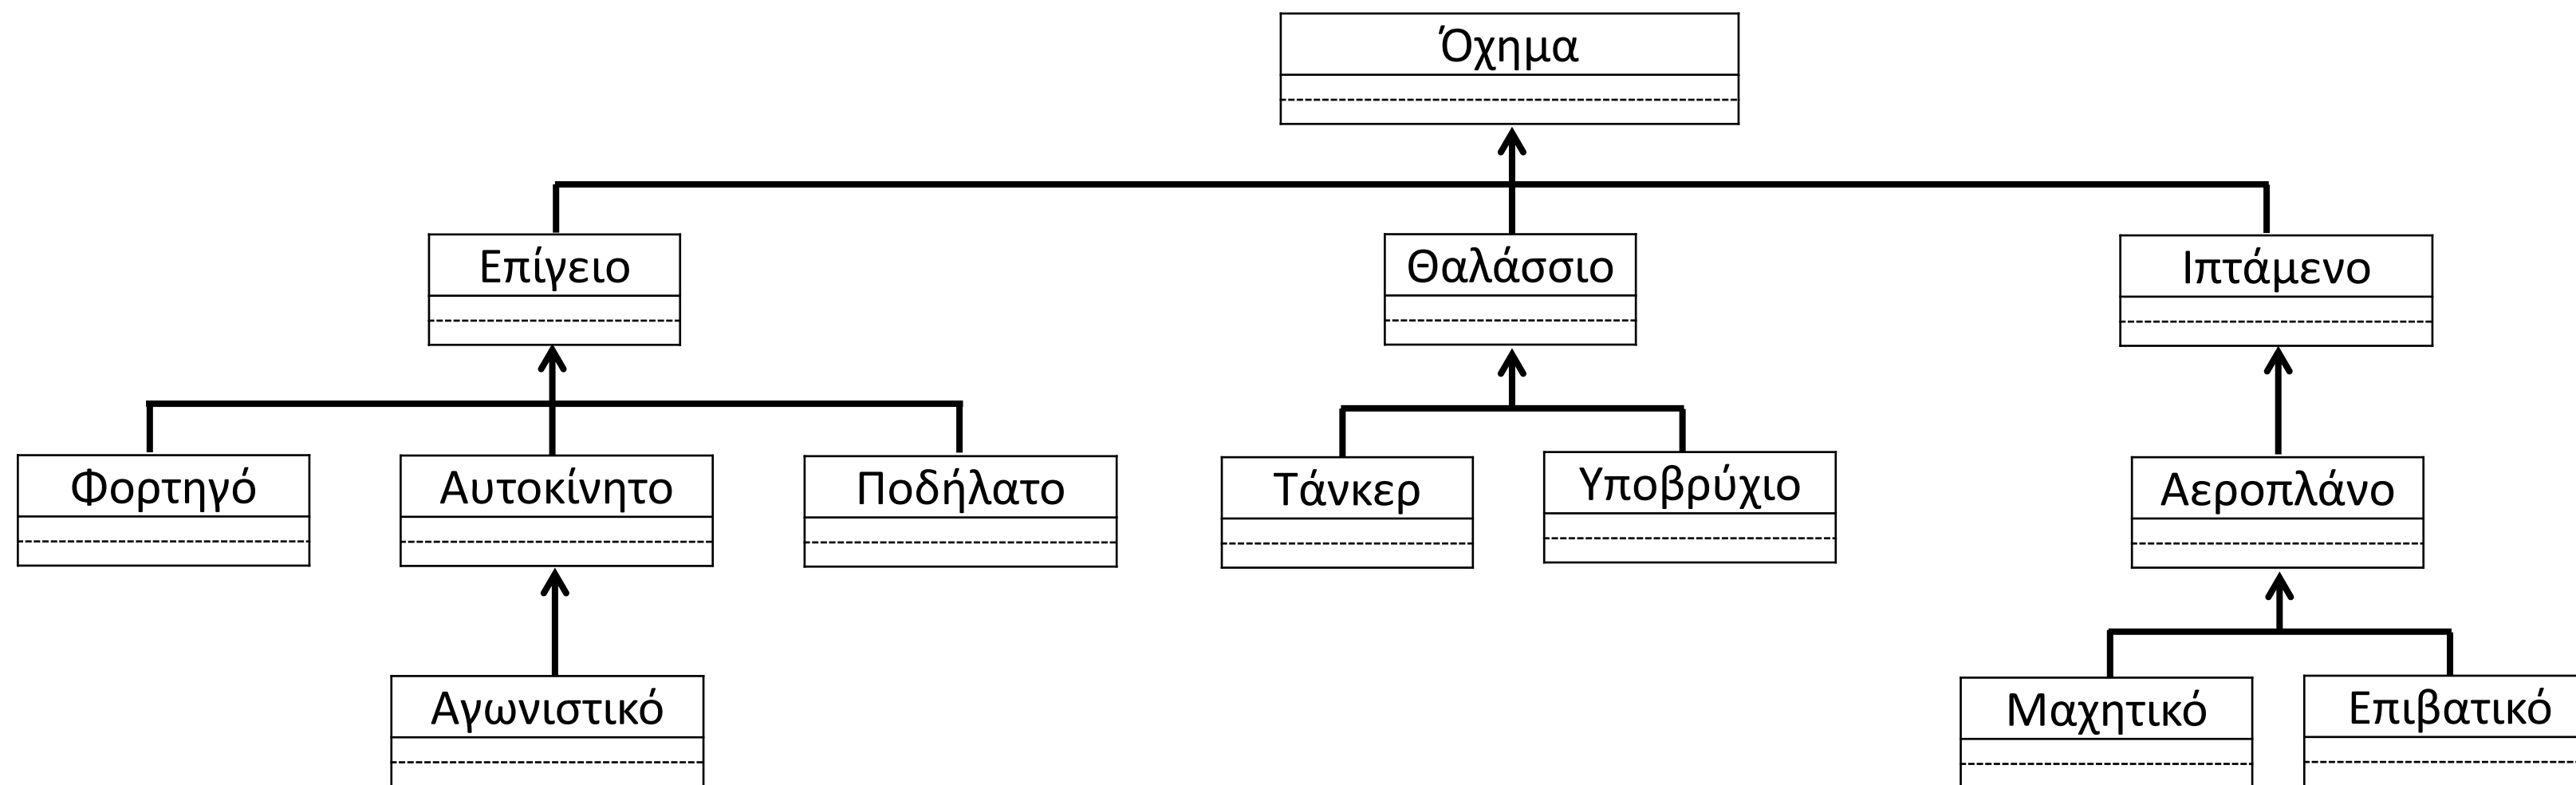 Όχημα
Επίγειο
Θαλάσσιο
Ιπτάμενο
Φορτηγό
Αυτοκίνητο
Ποδήλατο
Τάνκερ
Υποβρύχιο
Αεροπλάνο
Αγωνιστικό
Μαχητικό
Επιβατικό